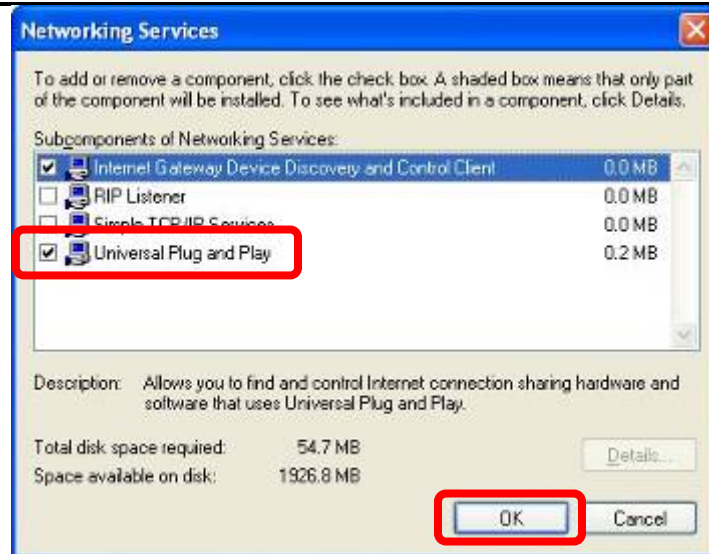 Networking Services
To add or remove a component, click the check box. A shaded box means that only part
of the component will be installed. To see what's included in a component, click Details.
Subcomponents of Networking Services:
Internet Gateway Device Discovery and Control Client 0.0 MB
RIP Listener 0.0 MB
Simple TCP/IP Services 0.0 MB
Universal Plug and Play 0.2 MB
Description: Allows you to find and control Internet connection sharing hardware and
software that uses Universal Plug and Play.
Total disk space required: 54.7 MB
Details...
Space available on disk: 1926.8 MB
OK Cancel